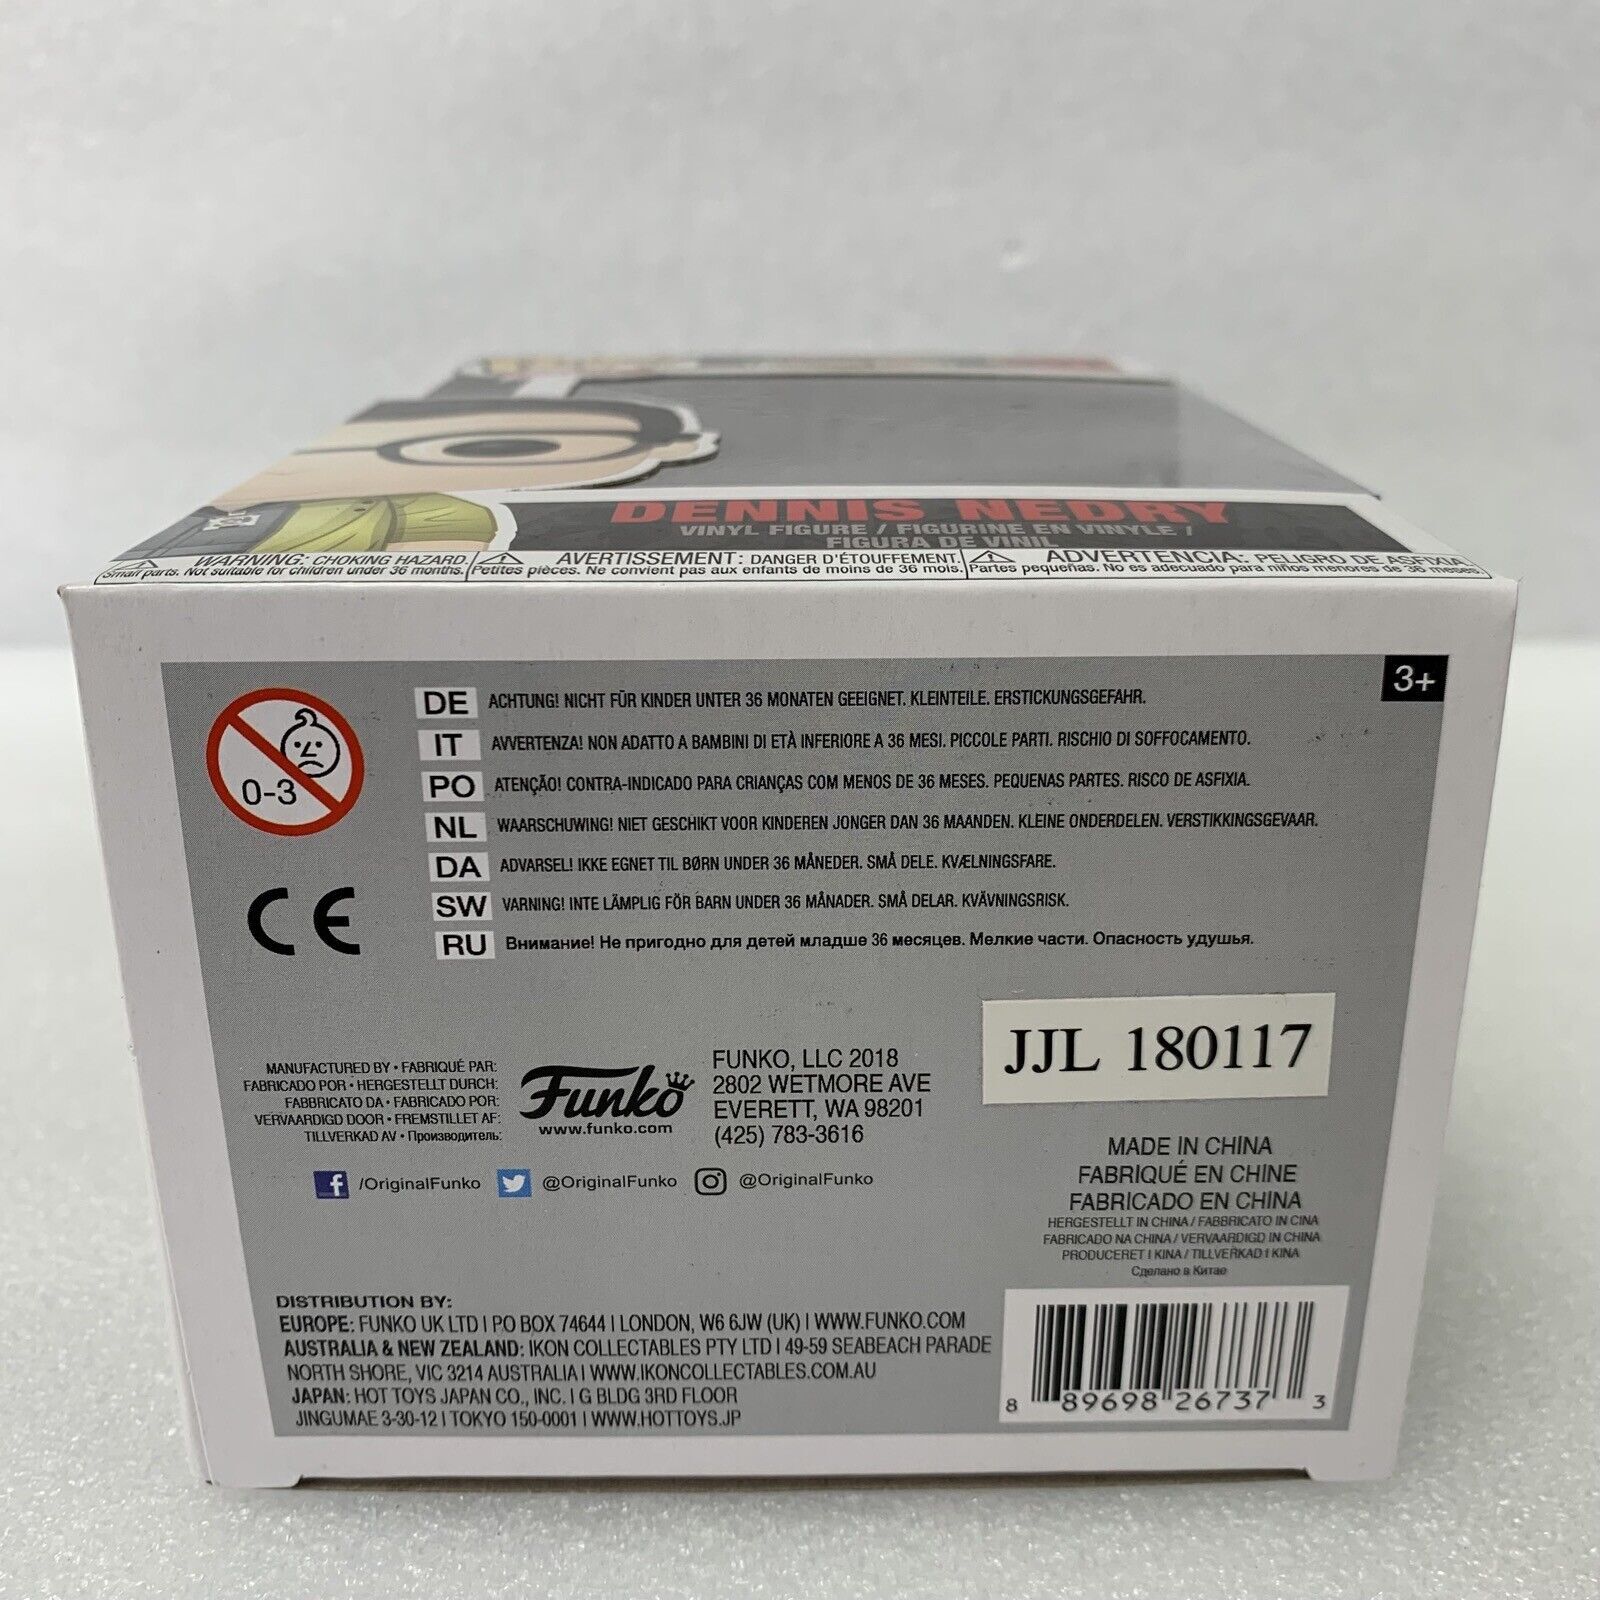 DENNIS NEDRY
VINYL FIGURE / FIGURINE EN VINYLE /
FIGURA DE VINIL
WARNING: CHOKING HAZARD.
Small parts. Not suitable for children under 36 months.
AVERTISSEMENT: DANGER D'ÉTOUFFEMENT.
Petites pièces. Ne convient pas aux enfants de moins de 36 mois.
ADVERTENCIA: PELIGRO DE ASFIXIA.
Partes pequeñas. No es adecuado para niños menores de 36 meses.
3+
0-3
DE ACHTUNG! NICHT FÜR KINDER UNTER 36 MONATEN GEEIGNET. KLEINTEILE. ERSTICKUNGSGEFAHR.
IT AVVERTENZA! NON ADATTO A BAMBINI DI ETÀ INFERIORE A 36 MESI. PICCOLE PARTI. RISCHIO DI SOFFOCAMENTO.
PO ATENÇÃO! CONTRA-INDICADO PARA CRIANÇAS COM MENOS DE 36 MESES. PEQUENAS PARTES. RISCO DE ASFIXIA.
NL WAARSCHUWING! NIET GESCHIKT VOOR KINDEREN JONGER DAN 36 MAANDEN. KLEINE ONDERDELEN. VERSTIKKINGSGEVAAR.
DA ADVARSEL! IKKE EGNET TIL BØRN UNDER 36 MÅNEDER. SMÅ DELE. KVÆLNINGSFARE.
SW VARNING! INTE LÄMPLIG FÖR BARN UNDER 36 MÅNADER. SMÅ DELAR. KVÄVNINGSRISK.
RU Внимание! Не пригодно для детей младше 36 месяцев. Мелкие части. Опасность удушья.
CE
MANUFACTURED BY • FABRIQUÉ PAR:
FABRICADO POR • HERGESTELLT DURCH:
FABBRICATO DA • FABRICADO POR:
VERVAARDIGD DOOR • FREMSTILLET AF:
TILLVERKAD AV • Производитель:
Funko
www.funko.com
FUNKO, LLC 2018
2802 WETMORE AVE
EVERETT, WA 98201
(425) 783-3616
JJL 180117
f /OriginalFunko @OriginalFunko @OriginalFunko
MADE IN CHINA
FABRIQUÉ EN CHINE
FABRICADO EN CHINA
HERGESTELLT IN CHINA / FABBRICATO IN CINA
FABRICADO NA CHINA / VERVAARDIGD IN CHINA
PRODUCERET I KINA / TILLVERKAD I KINA
Сделано в Китае
DISTRIBUTION BY:
EUROPE: FUNKO UK LTD I PO BOX 74644 I LONDON, W6 6JW (UK) I WWW.FUNKO.COM
AUSTRALIA & NEW ZEALAND: IKON COLLECTABLES PTY LTD I 49-59 SEABEACH PARADE
NORTH SHORE, VIC 3214 AUSTRALIA I WWW.IKONCOLLECTABLES.COM.AU
JAPAN: HOT TOYS JAPAN CO., INC. I G BLDG 3RD FLOOR
JINGUMAE 3-30-12 I TOKYO 150-0001 I WWW.HOTTOYS.JP
8 89698 26737 3